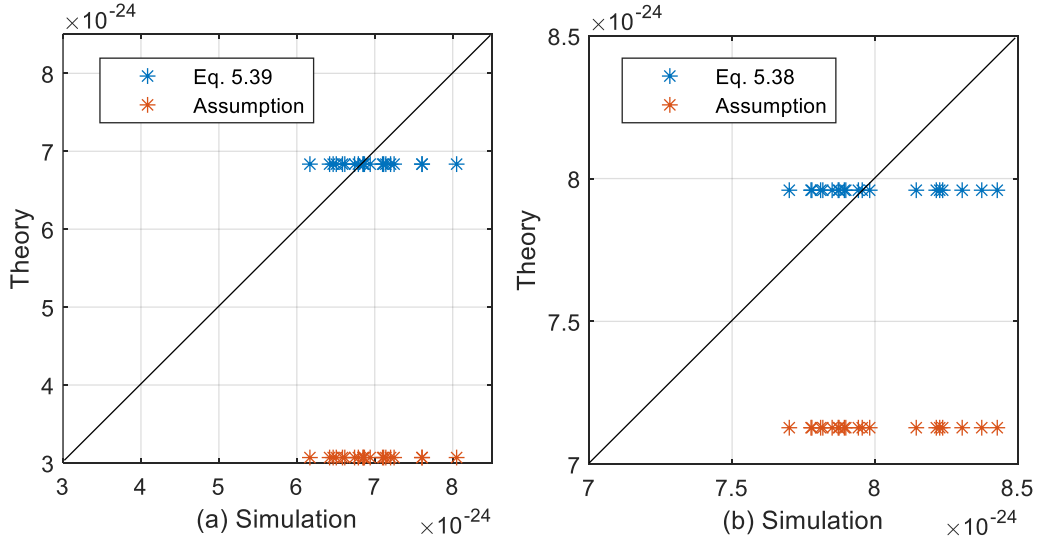 ×10-24
8
7
6
5
4
3
Theory
Eq. 5.39
Assumption
3 4 5 6 7 8
(a) Simulation
×10-24
×10-24
8.5
8
7.5
7
Theory
Eq. 5.38
Assumption
7 7.5 8 8.5
(b) Simulation
×10-24